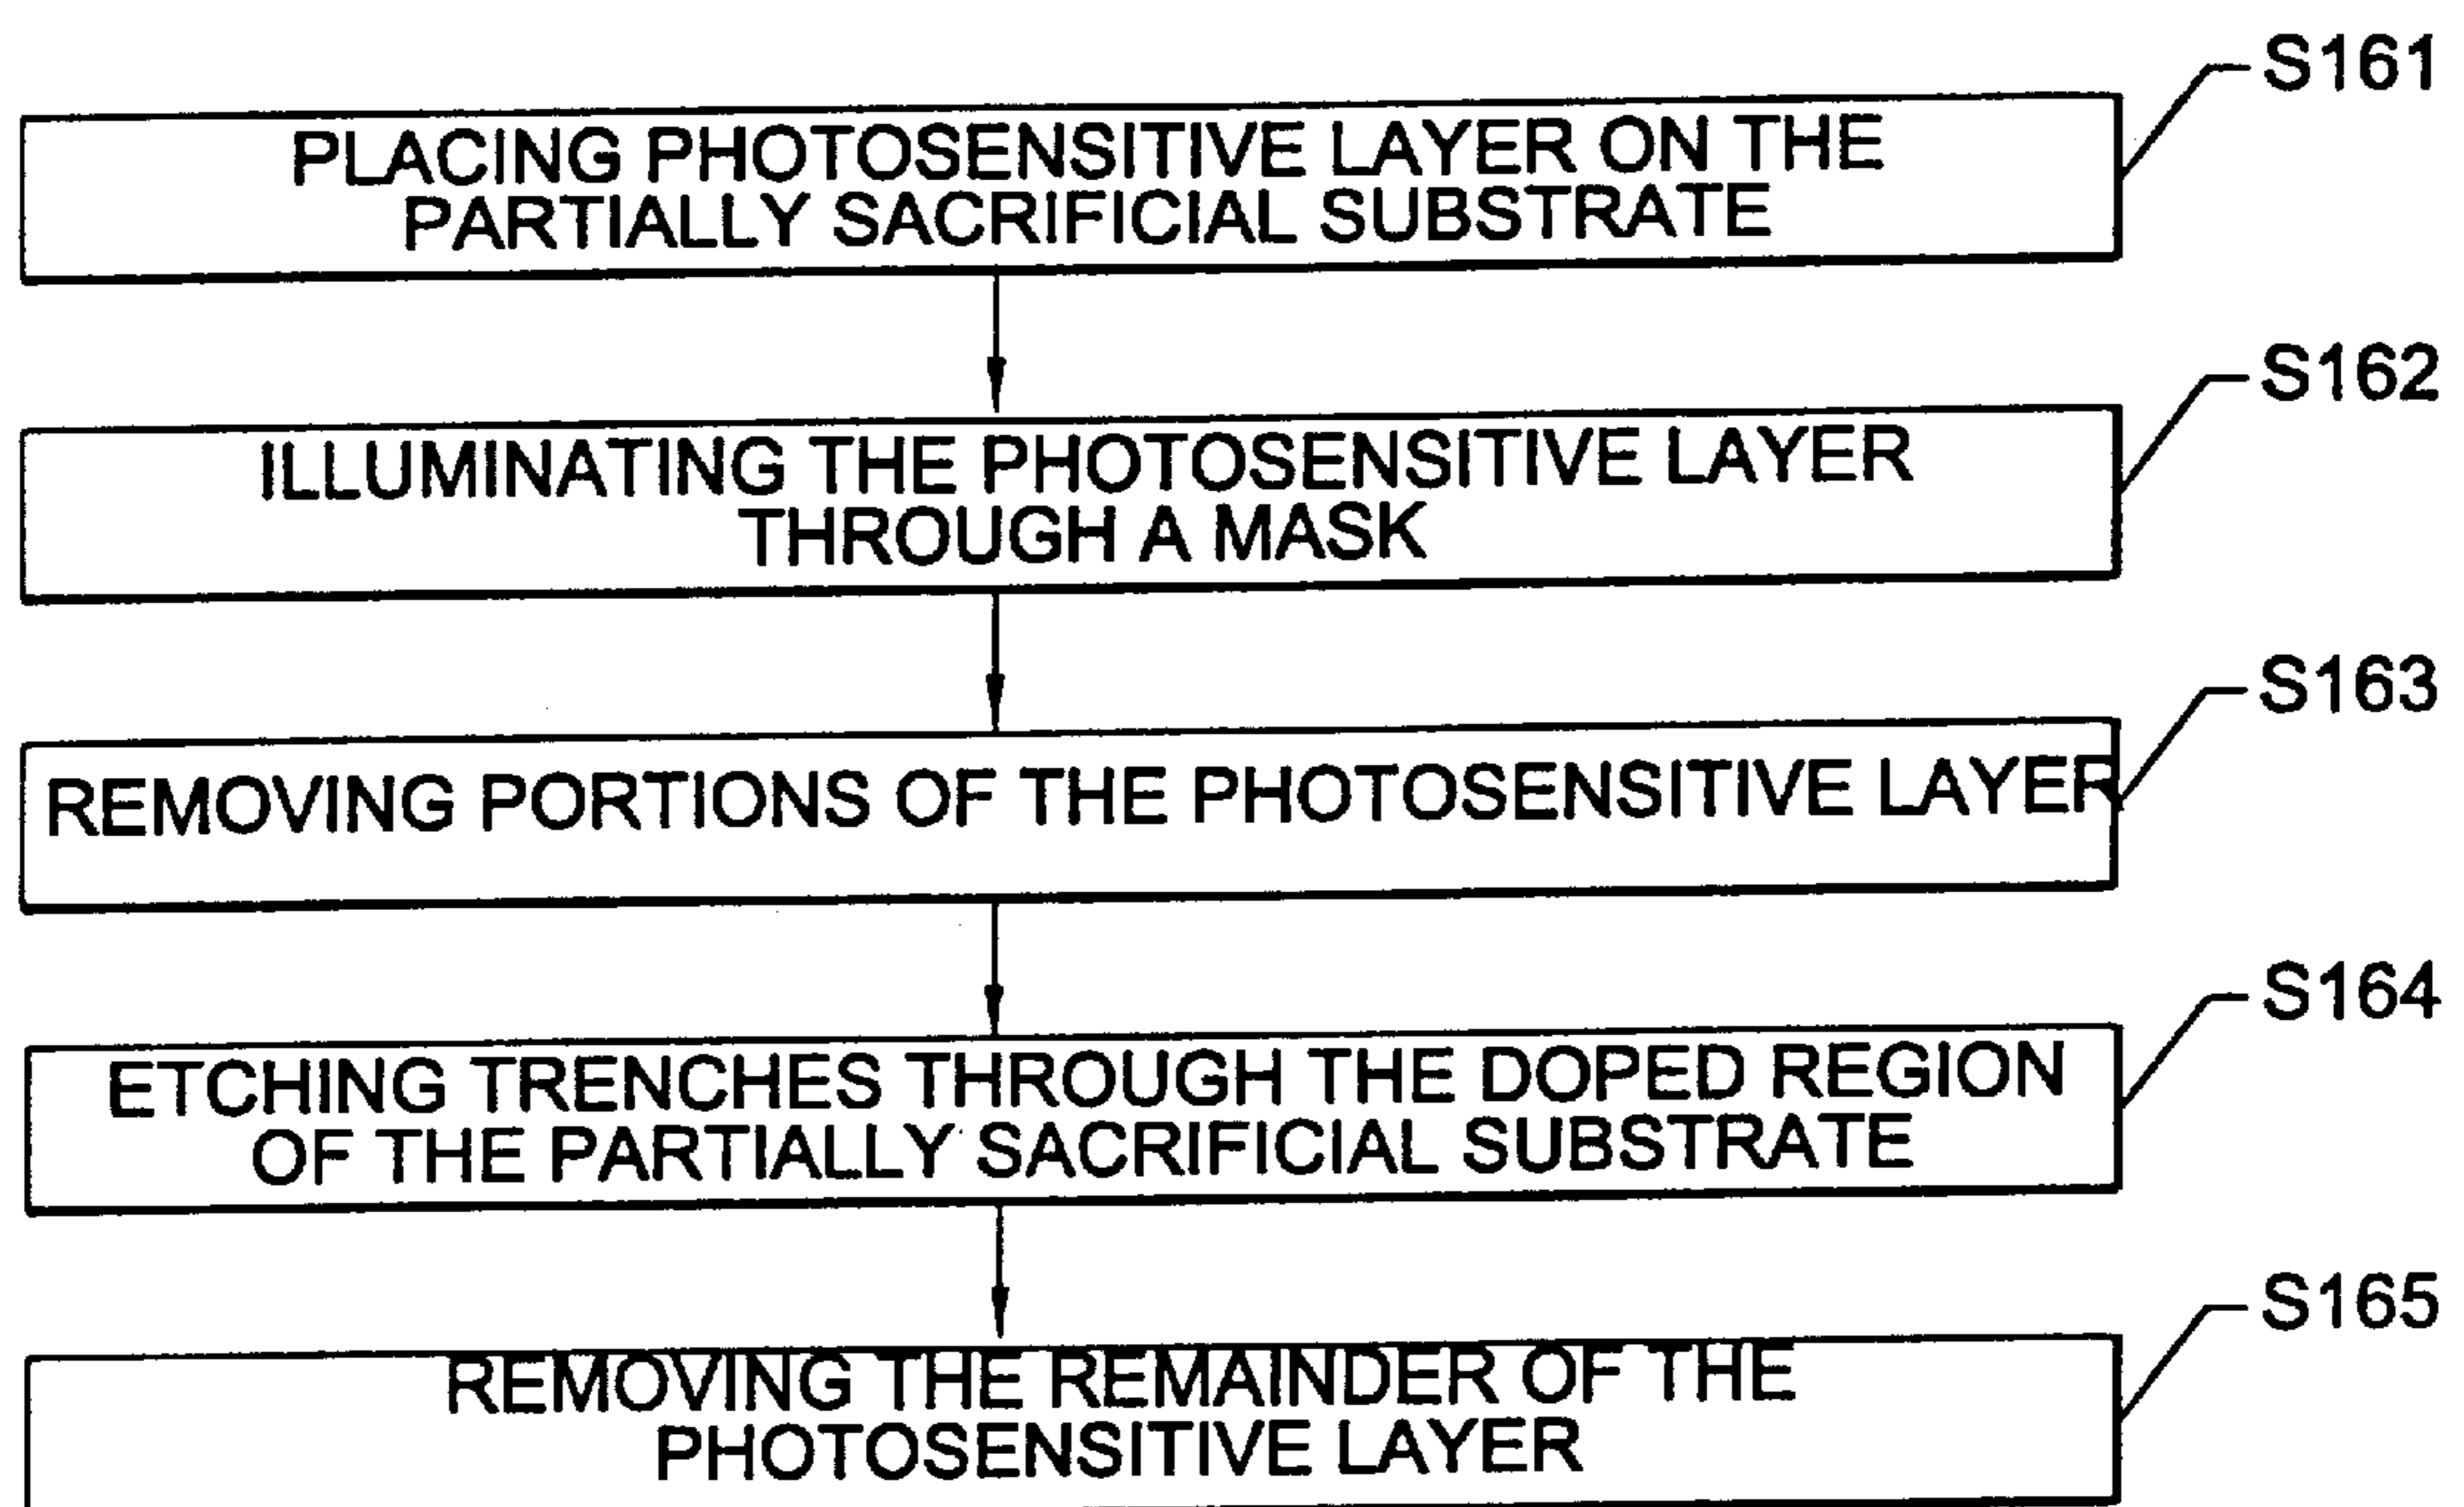 S161
PLACING PHOTOSENSITIVE LAYER ON THE
PARTIALLY SACRIFICIAL SUBSTRATE
S162
ILLUMINATING THE PHOTOSENSITIVE LAYER
THROUGH A MASK
S163
REMOVING PORTIONS OF THE PHOTOSENSITIVE LAYER
S164
ETCHING TRENCHES THROUGH THE DOPED REGION
OF THE PARTIALLY SACRIFICIAL SUBSTRATE
S165
REMOVING THE REMAINDER OF THE
PHOTOSENSITIVE LAYER